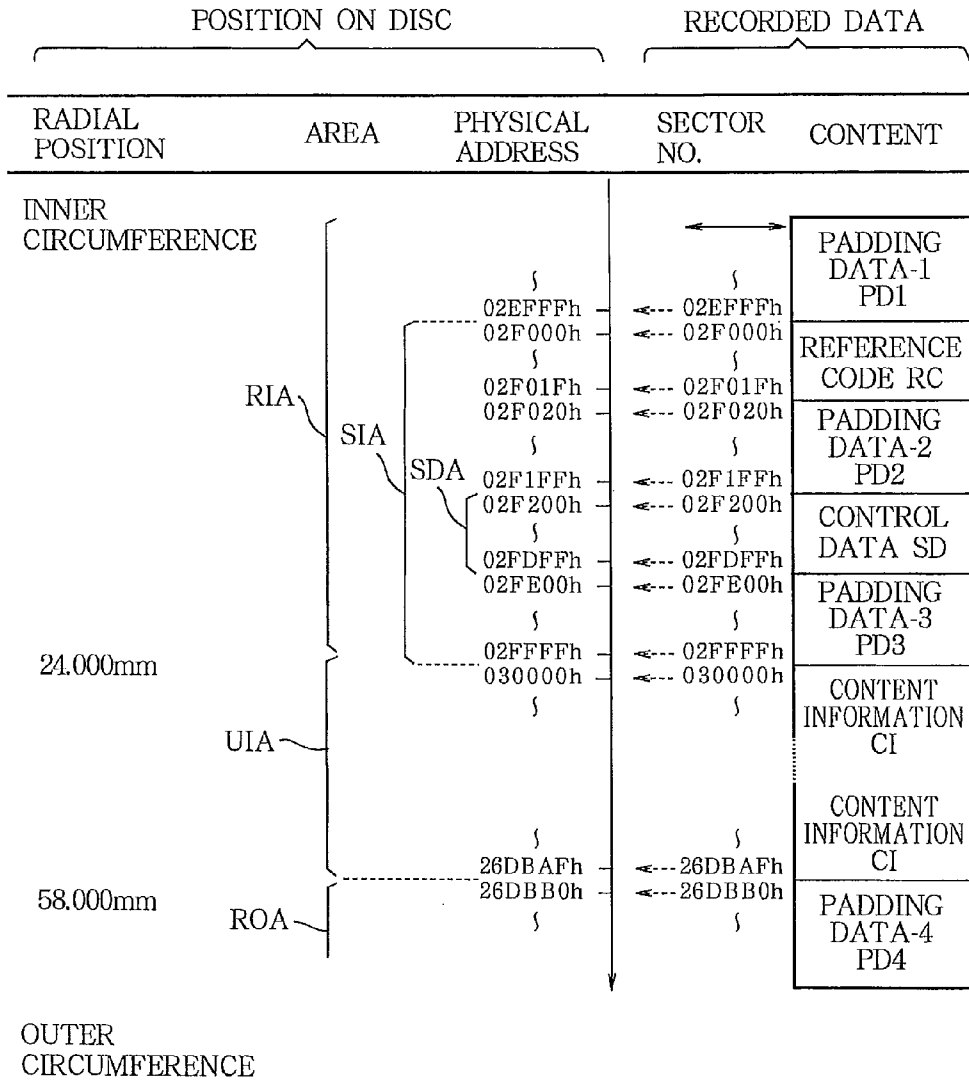 POSITION ON DISC RECORDED DATA
RADIAL POSITION AREA PHYSICAL ADDRESS SECTOR NO. CONTENT
INNER
CIRCUMFERENCE
PADDING
DATA-1
PD1
02EFFFh 02EFFFh
02F000h 02F000h
REFERENCE
CODE RC
RIA
02F01Fh 02F01Fh
02F020h 02F020h
PADDING
DATA-2
PD2
SIA
SDA
02F1FFh 02F1FFh
02F200h 02F200h
CONTROL
DATA SD
02FDFFh 02FDFFh
02FE00h 02FE00h
PADDING
DATA-3
PD3
24.000mm
02FFFFh 02FFFFh
030000h 030000h
CONTENT
INFORMATION
CI
UIA
CONTENT
INFORMATION
CI
26DBAFh 26DBAFh
26DBB0h 26DBB0h
58.000mm
ROA
PADDING
DATA-4
PD4
OUTER
CIRCUMFERENCE